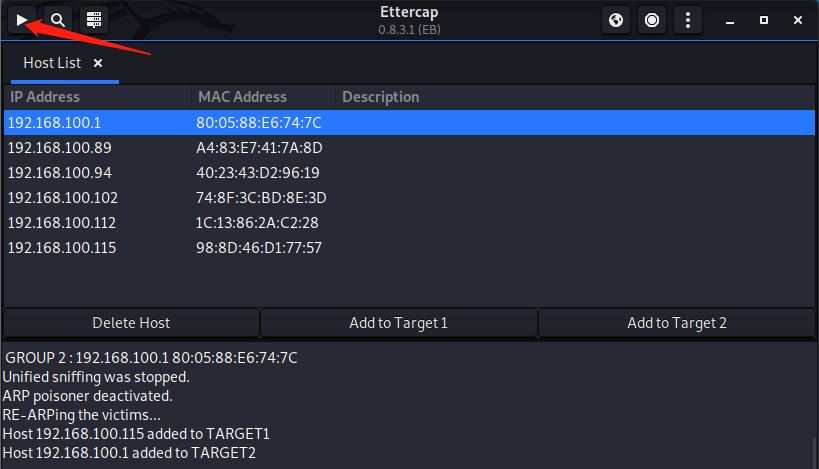 Ettercap
0.8.3.1 (EB)
Host List ×
IP Address MAC Address Description
192.168.100.1 80:05:88:E6:74:7C
192.168.100.89 A4:83:E7:41:7A:8D
192.168.100.94 40:23:43:D2:96:19
192.168.100.102 74:8F:3C:BD:8E:3D
192.168.100.112 1C:13:86:2A:C2:28
192.168.100.115 98:8D:46:D1:77:57
Delete Host Add to Target 1 Add to Target 2
GROUP 2 : 192.168.100.1 80:05:88:E6:74:7C
Unified sniffing was stopped.
ARP poisoner deactivated.
RE-ARPing the victims...
Host 192.168.100.115 added to TARGET1
Host 192.168.100.1 added to TARGET2